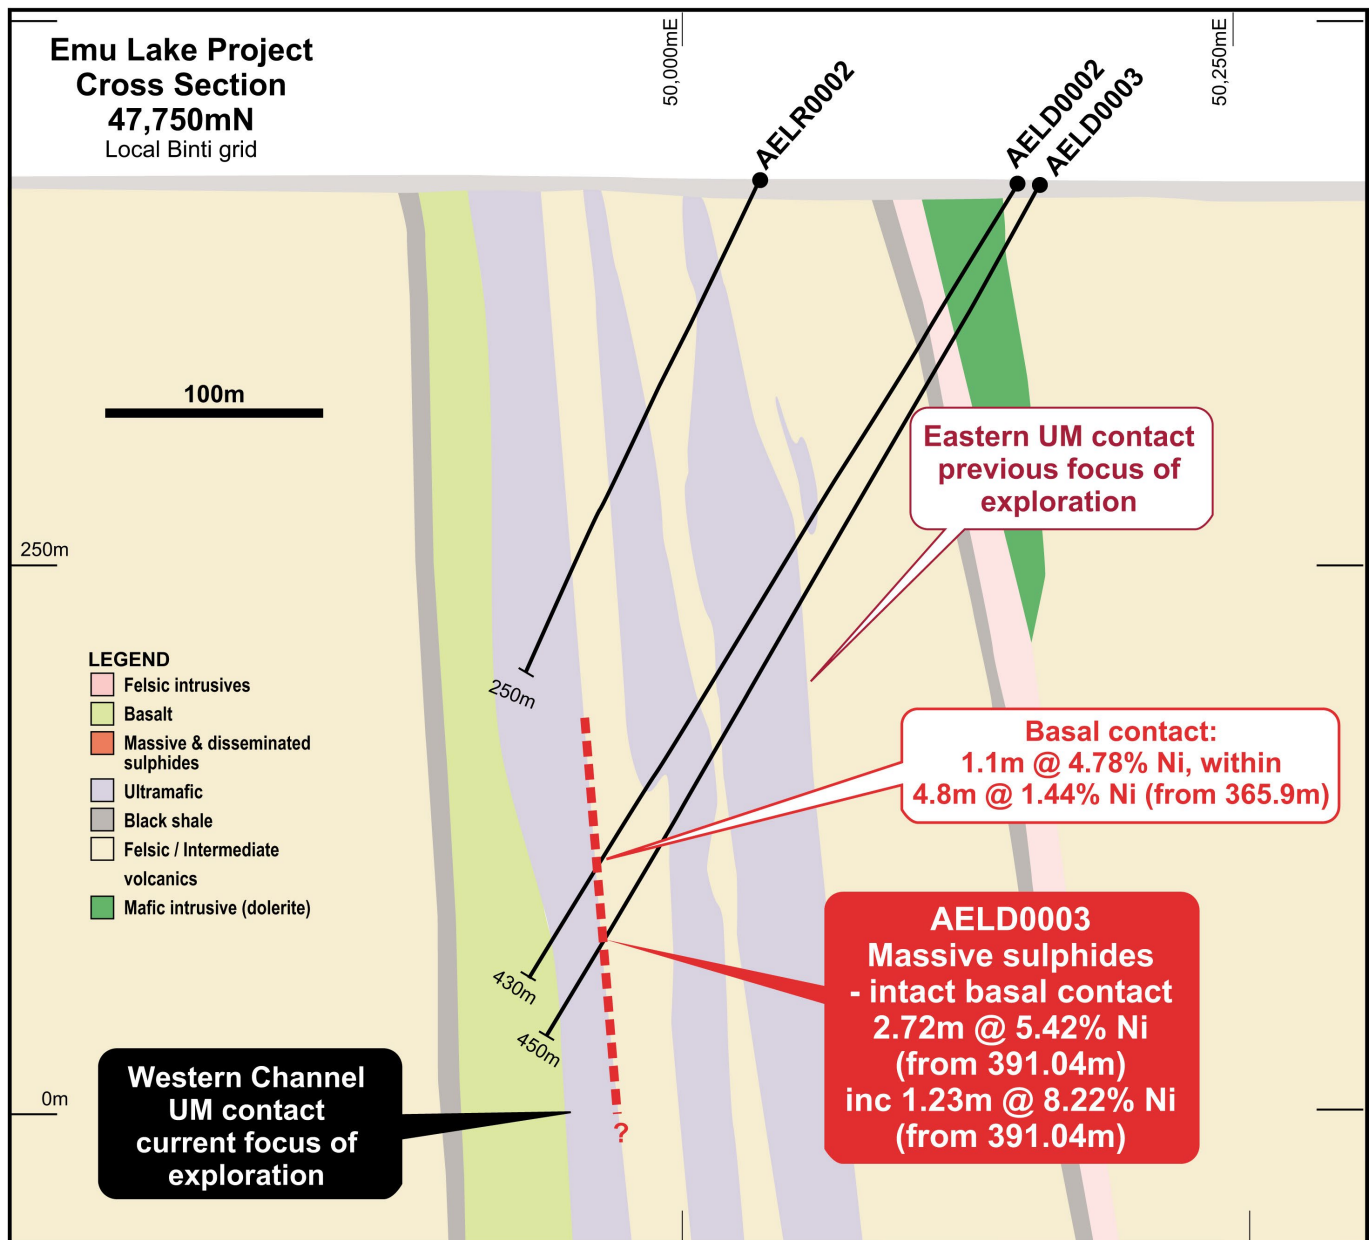 Emu Lake Project
Cross Section
47,750mN
Local Binti grid
50,000mE
50,250mE
AELR0002
AELD0002
AELD0003
100m
Eastern UM contact
previous focus of
exploration
250m
LEGEND
Felsic intrusives
Basalt
Massive & disseminated
sulphides
Ultramafic
Black shale
Felsic / Intermediate
volcanics
Mafic intrusive (dolerite)
250m
Basal contact:
1.1m @ 4.78% Ni, within
4.8m @ 1.44% Ni (from 365.9m)
AELD0003
Massive sulphides
- intact basal contact
2.72m @ 5.42% Ni
(from 391.04m)
inc 1.23m @ 8.22% Ni
(from 391.04m)
430m
450m
0m
Western Channel
UM contact
current focus of
exploration
?